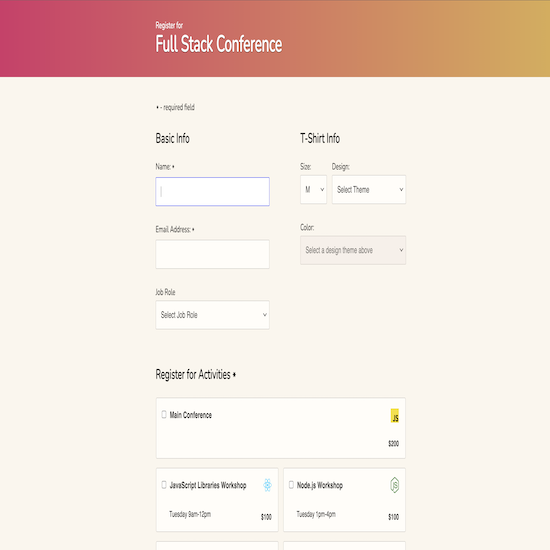 Register for
Full Stack Conference
* - required field
Basic Info
Name: *
Email Address: *
Job Role
Select Job Role
T-Shirt Info
Size:
M
Design:
Select Theme
Color:
Select a design theme above
Register for Activities *
Main Conference
JS
$200
JavaScript Libraries Workshop
Tuesday 9am-12pm
$100
Node.js Workshop
JS
Tuesday 1pm-4pm
$100